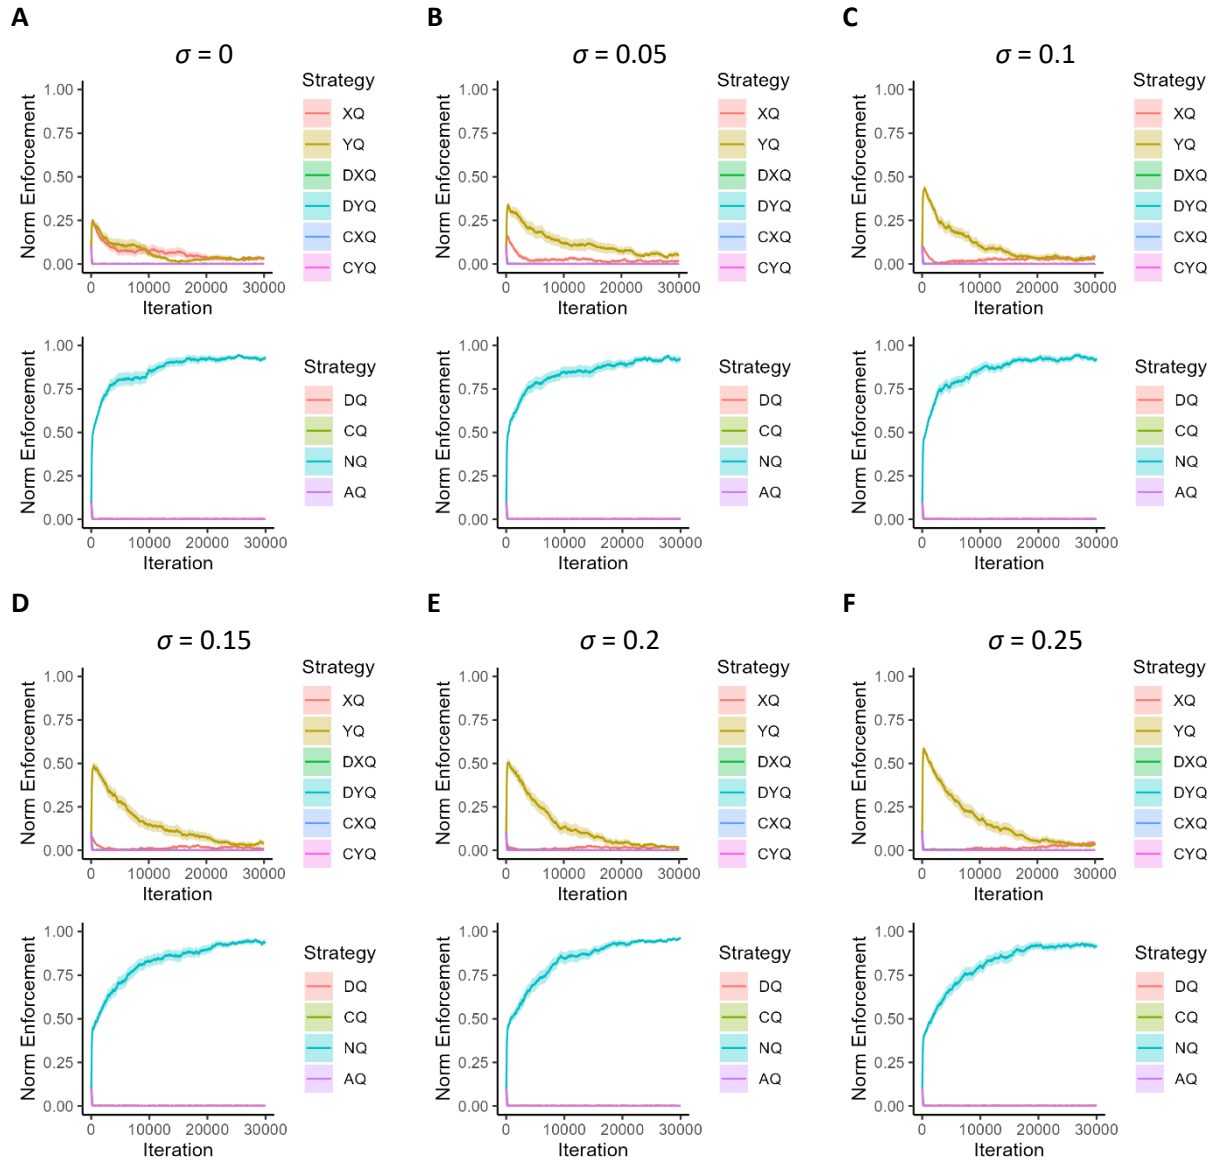 A
σ = 0
Norm Enforcement
1.00
0.75
0.50
0.25
0.00
0
10000
20000
30000
Iteration
Strategy
XQ
YQ
DXQ
DYQ
CXQ
CYQ
Norm Enforcement
1.00
0.75
0.50
0.25
0.00
0
10000
20000
30000
Iteration
Strategy
DQ
CQ
NQ
AQ
B
σ = 0.05
Norm Enforcement
1.00
0.75
0.50
0.25
0.00
0
10000
20000
30000
Iteration
Strategy
XQ
YQ
DXQ
DYQ
CXQ
CYQ
Norm Enforcement
1.00
0.75
0.50
0.25
0.00
0
10000
20000
30000
Iteration
Strategy
DQ
CQ
NQ
AQ
C
σ = 0.1
Norm Enforcement
1.00
0.75
0.50
0.25
0.00
0
10000
20000
30000
Iteration
Strategy
XQ
YQ
DXQ
DYQ
CXQ
CYQ
Norm Enforcement
1.00
0.75
0.50
0.25
0.00
0
10000
20000
30000
Iteration
Strategy
DQ
CQ
NQ
AQ
D
σ = 0.15
Norm Enforcement
1.00
0.75
0.50
0.25
0.00
0
10000
20000
30000
Iteration
Strategy
XQ
YQ
DXQ
DYQ
CXQ
CYQ
Norm Enforcement
1.00
0.75
0.50
0.25
0.00
0
10000
20000
30000
Iteration
Strategy
DQ
CQ
NQ
AQ
E
σ = 0.2
Norm Enforcement
1.00
0.75
0.50
0.25
0.00
0
10000
20000
30000
Iteration
Strategy
XQ
YQ
DXQ
DYQ
CXQ
CYQ
Norm Enforcement
1.00
0.75
0.50
0.25
0.00
0
10000
20000
30000
Iteration
Strategy
DQ
CQ
NQ
AQ
F
σ = 0.25
Norm Enforcement
1.00
0.75
0.50
0.25
0.00
0
10000
20000
30000
Iteration
Strategy
XQ
YQ
DXQ
DYQ
CXQ
CYQ
Norm Enforcement
1.00
0.75
0.50
0.25
0.00
0
10000
20000
30000
Iteration
Strategy
DQ
CQ
NQ
AQ